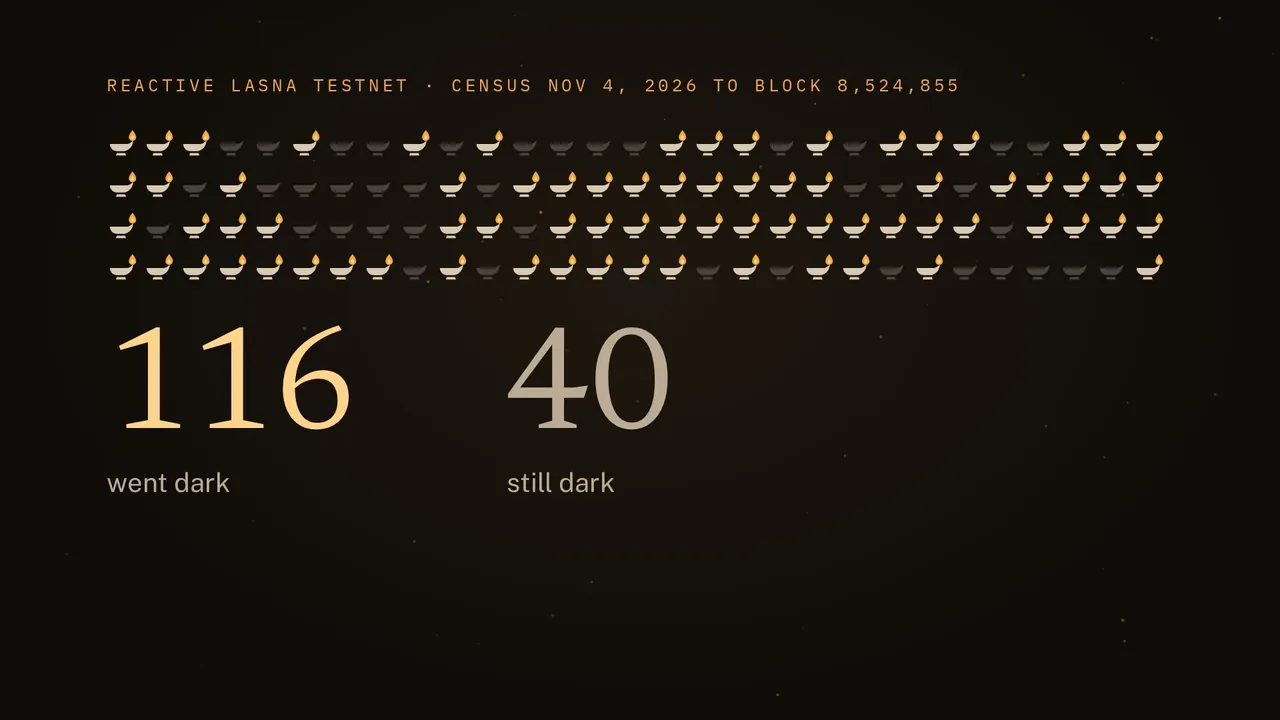 REACTIVE LASNA TESTNET · CENSUS NOV 4, 2026 TO BLOCK 8,524,855
116 40
went dark still dark